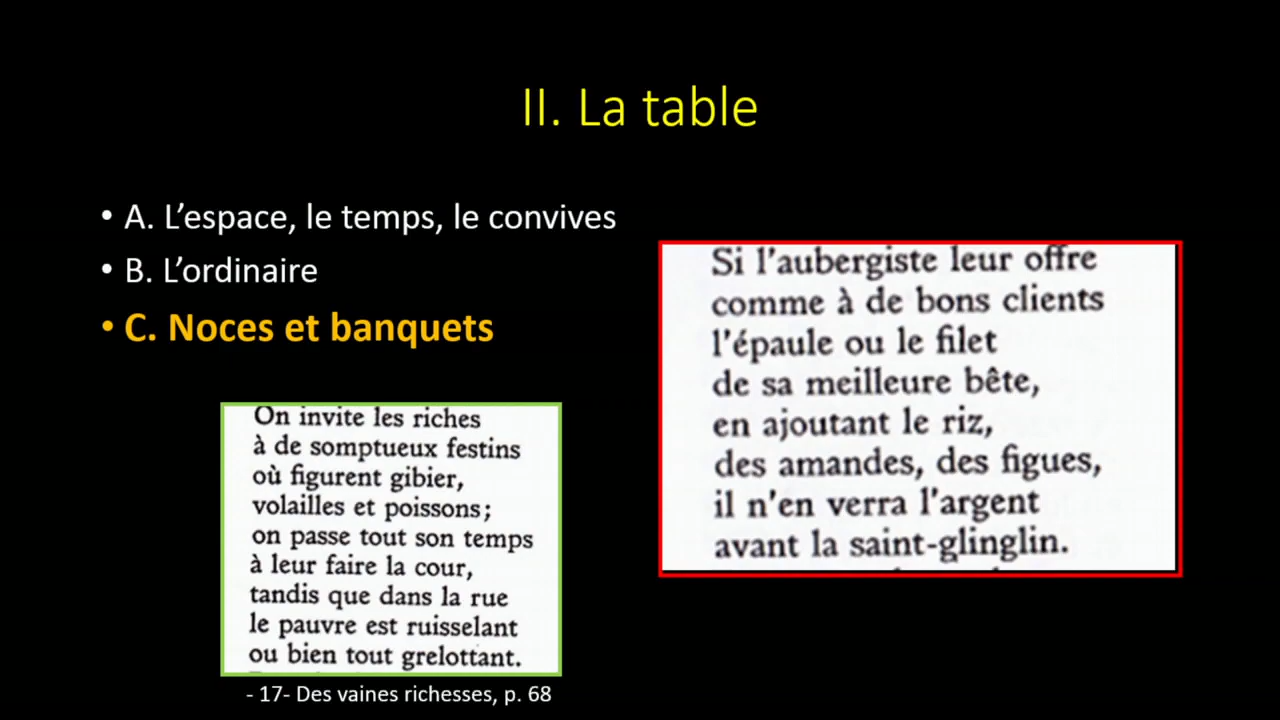 II. La table
• A. L’espace, le temps, le convives
• B. L’ordinaire
• C. Noces et banquets
On invite les riches
à de somptueux festins
où figurent gibier,
volailles et poissons;
on passe tout son temps
à leur faire la cour,
tandis que dans la rue
le pauvre est ruisselant
ou bien tout grelottant.
- 17- Des vaines richesses, p. 68
Si l'aubergiste leur offre
comme à de bons clients
l'épaule ou le filet
de sa meilleure bête,
en ajoutant le riz,
des amandes, des figues,
il n'en verra l'argent
avant la saint-glinglin.